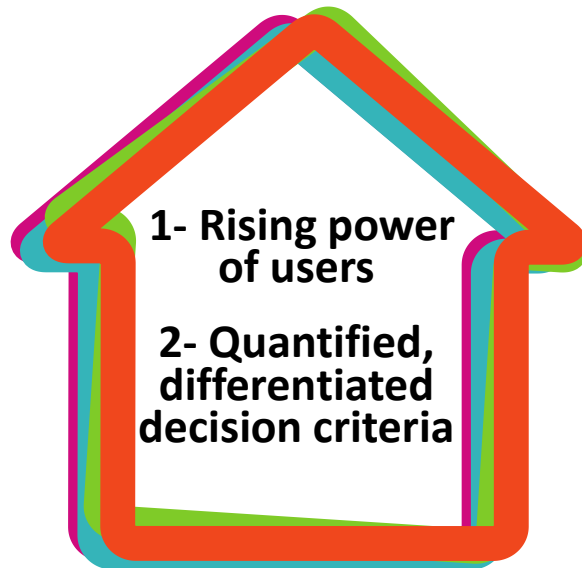 1- Rising power
of users
2- Quantified,
differentiated
decision criteria